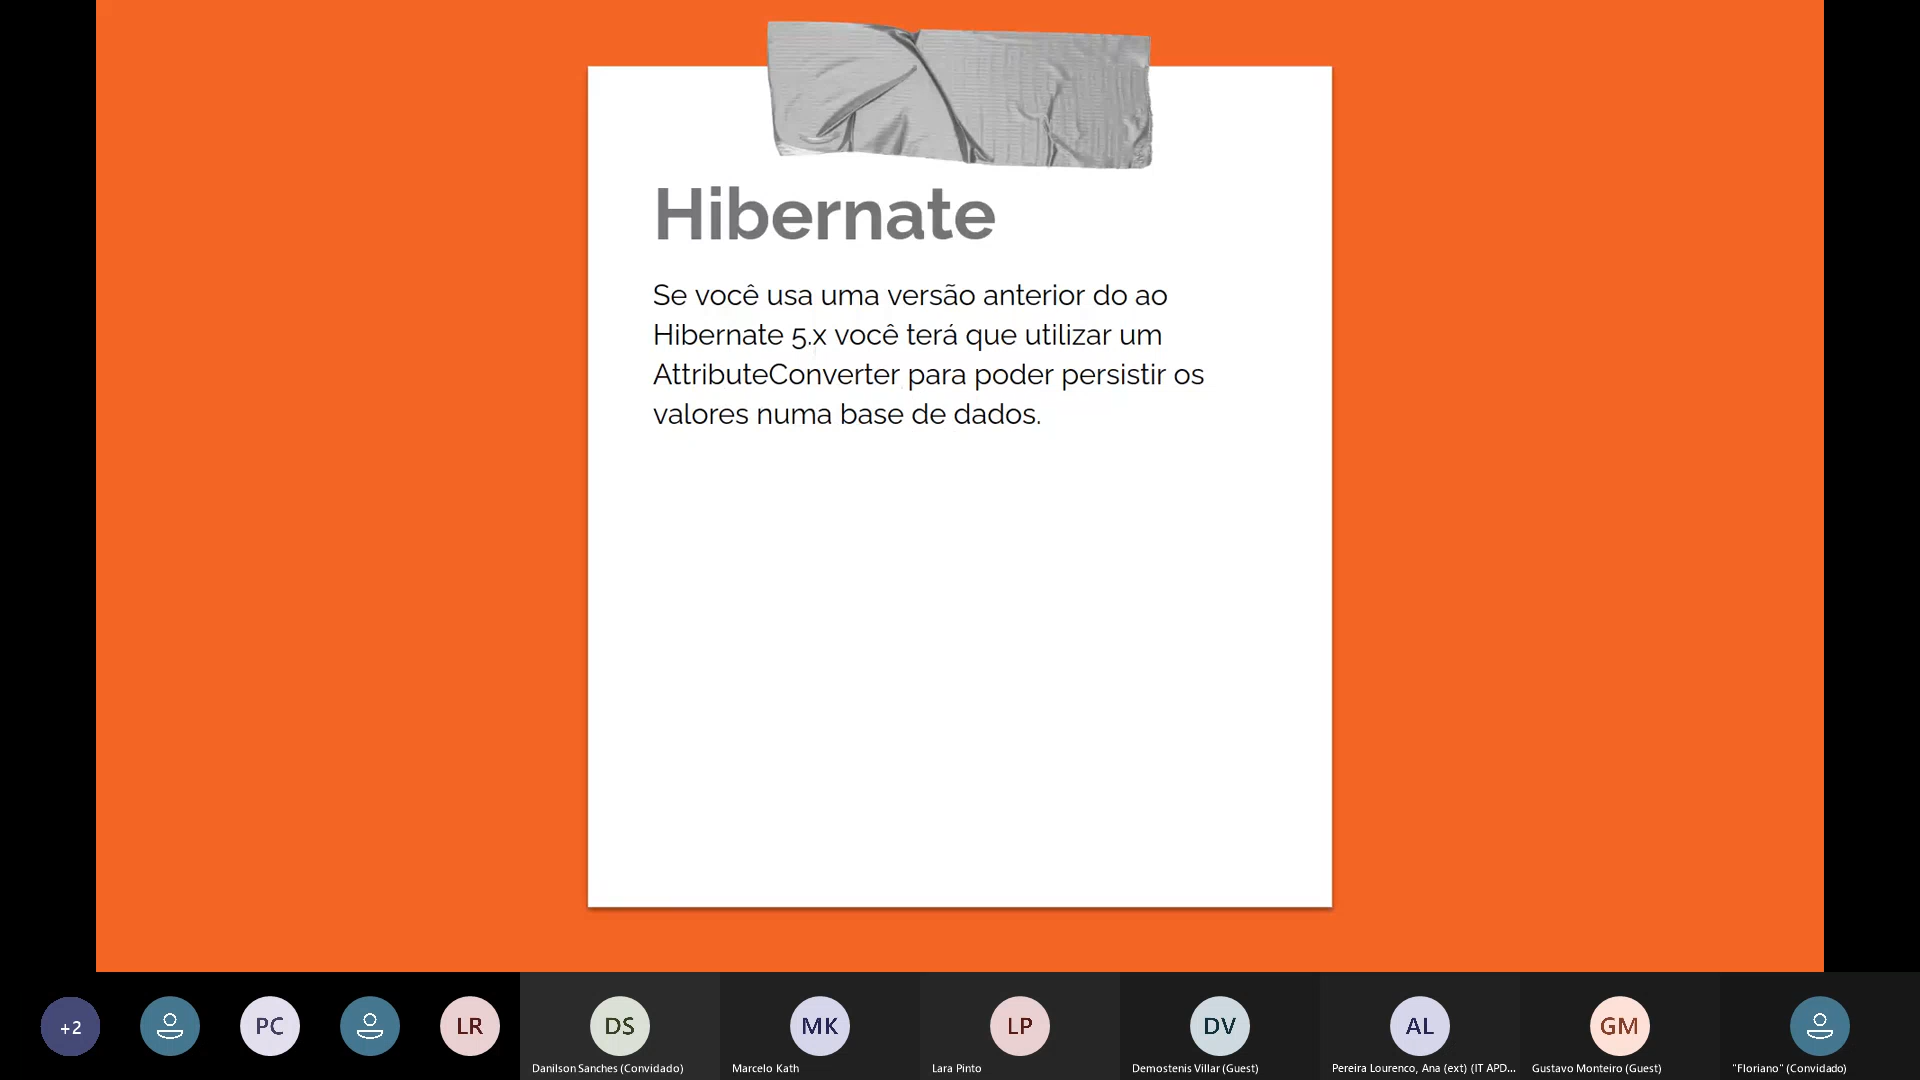 Hibernate
Se você usa uma versão anterior do ao
Hibernate 5.x você terá que utilizar um
AttributeConverter para poder persistir os
valores numa base de dados.
+2
PC
LR
DS
MK
LP
DV
AL
GM
Danilson Sanches (Convidado)
Marcelo Kath
Lara Pinto
Demostenis Villar (Guest)
Pereira Lourenco, Ana (ext) (IT APD...
Gustavo Monteiro (Guest)
"Floriano" (Convidado)